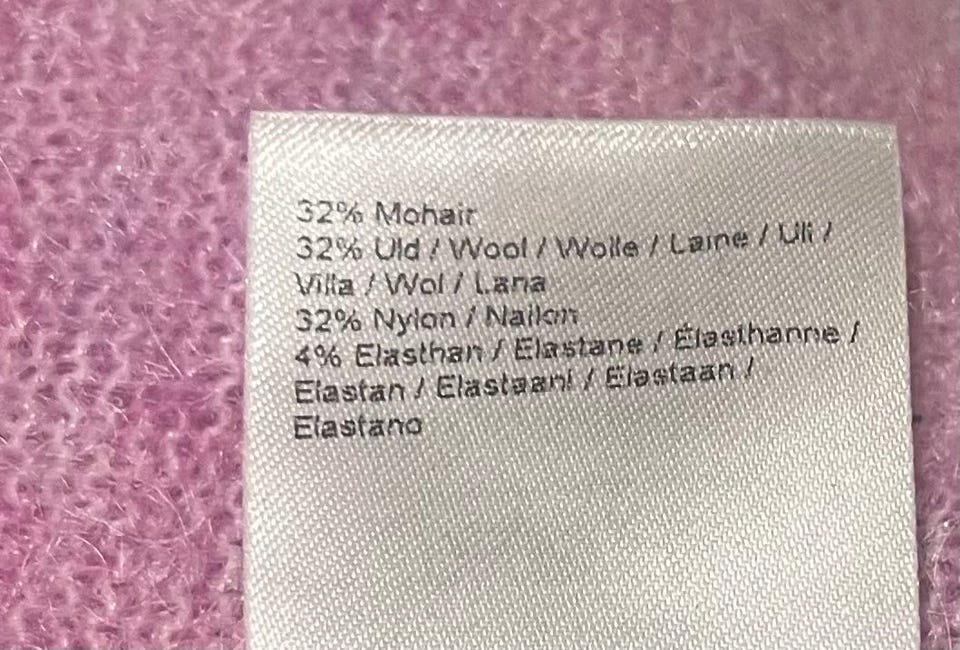 32% Mohair
32% Uld / Wool / Wolle / Laine / Ull /
Villa / Wol / Lana
32% Nylon / Nailon
4% Elasthan / Elastane / Élasthanne /
Elastan / Elastaani / Elastaan /
Elastano